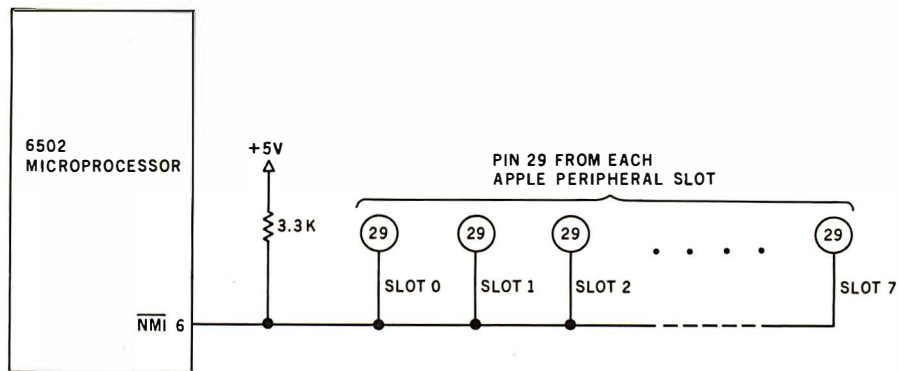 6502
MICROPROCESSOR
+5V
3.3K
PIN 29 FROM EACH
APPLE PERIPHERAL SLOT
29
29
29
29
SLOT 0
SLOT 1
SLOT 2
SLOT 7
NMI 6